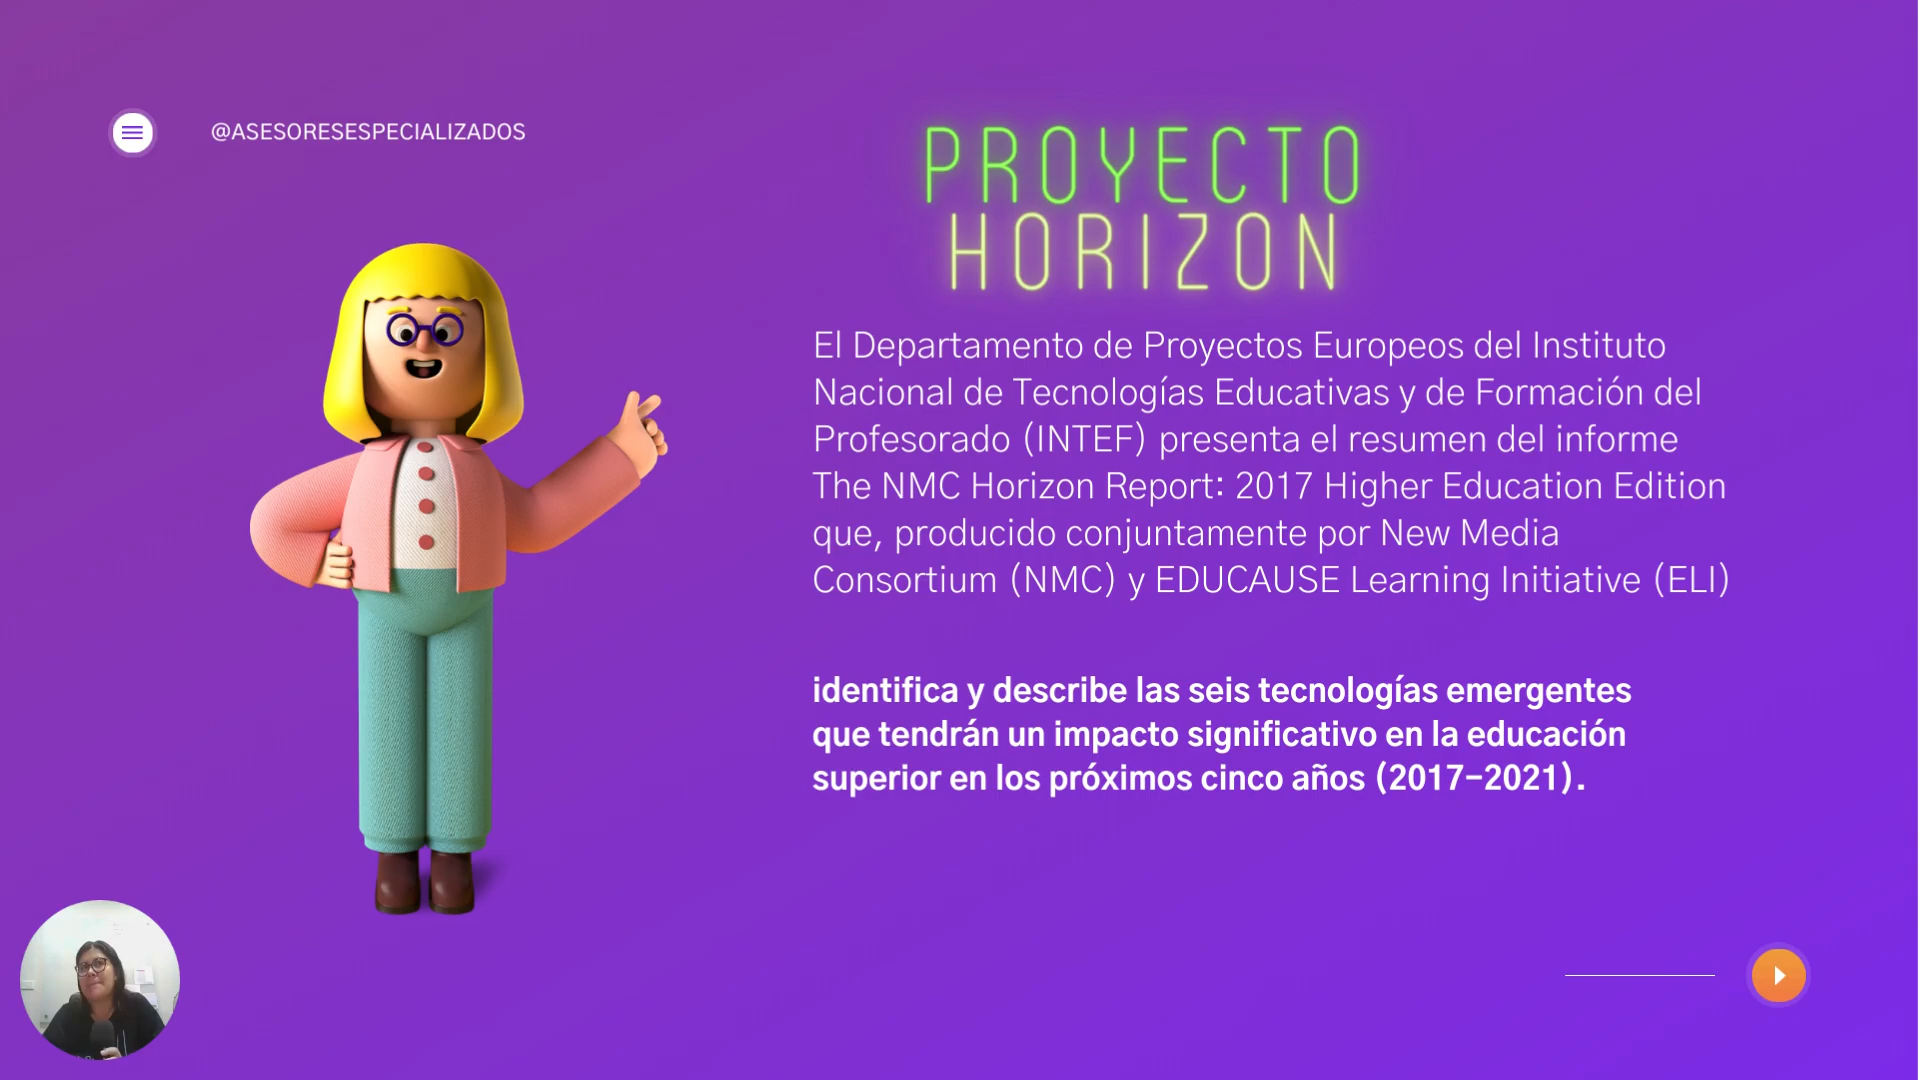 @ASESORESESPECIALIZADOS
PROYECTO
HORIZON
El Departamento de Proyectos Europeos del Instituto
Nacional de Tecnologías Educativas y de Formación del
Profesorado (INTEF) presenta el resumen del informe
The NMC Horizon Report: 2017 Higher Education Edition
que, producido conjuntamente por New Media
Consortium (NMC) y EDUCAUSE Learning Initiative (ELI)
identifica y describe las seis tecnologías emergentes
que tendrán un impacto significativo en la educación
superior en los próximos cinco años (2017-2021).